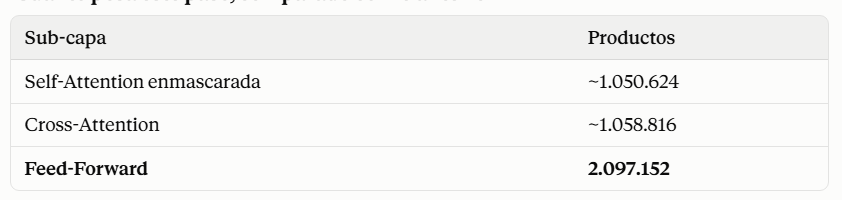 Sub-capa Productos
Self-Attention enmascarada ~1.050.624
Cross-Attention ~1.058.816
Feed-Forward 2.097.152